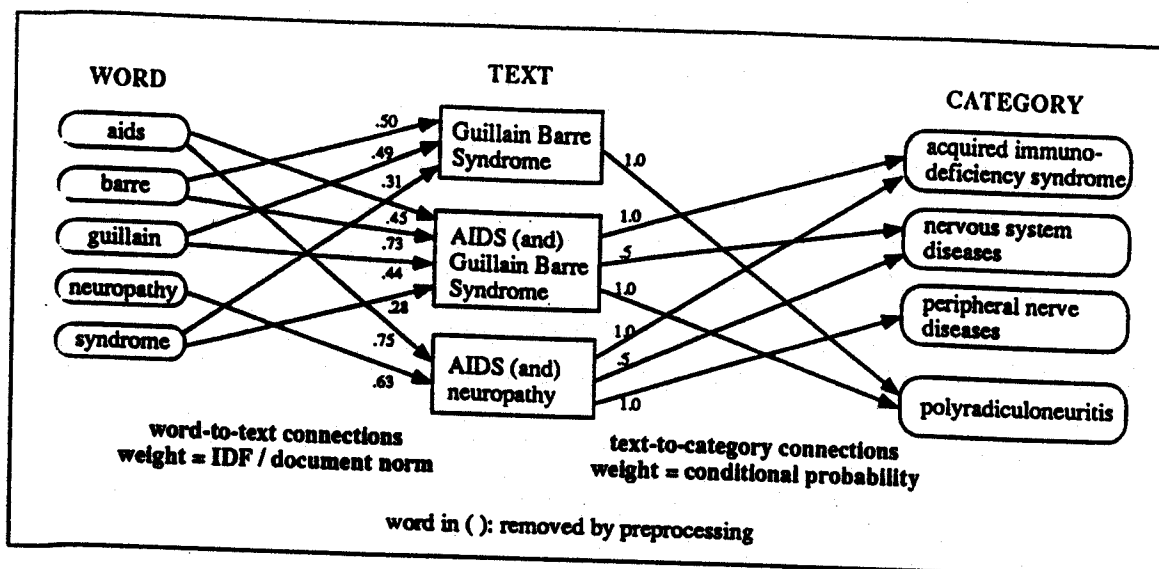 WORD
TEXT
CATEGORY
aids
barre
guillain
neuropathy
syndrome
.50
.49
.31
.45
.73
.44
.28
.75
.63
Guillain Barre
Syndrome
AIDS (and)
Guillain Barre
Syndrome
AIDS (and)
neuropathy
1.0
1.0
.5
1.0
1.0
.5
1.0
acquired immuno-
deficiency syndrome
nervous system
diseases
peripheral nerve
diseases
polyradiculoneuritis
word-to-text connections
weight = IDF / document norm
text-to-category connections
weight = conditional probability
word in ( ): removed by preprocessing